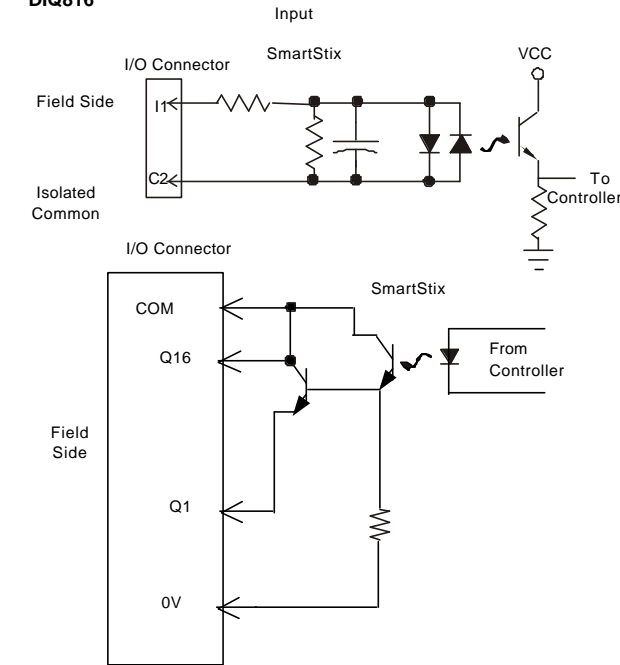 DIQ816
Input
SmartStix
I/O Connector
VCC
Field Side
I1
C2
Isolated
Common
To
Controller
I/O Connector
SmartStix
COM
Q16
From
Controller
Field
Side
Q1
0V